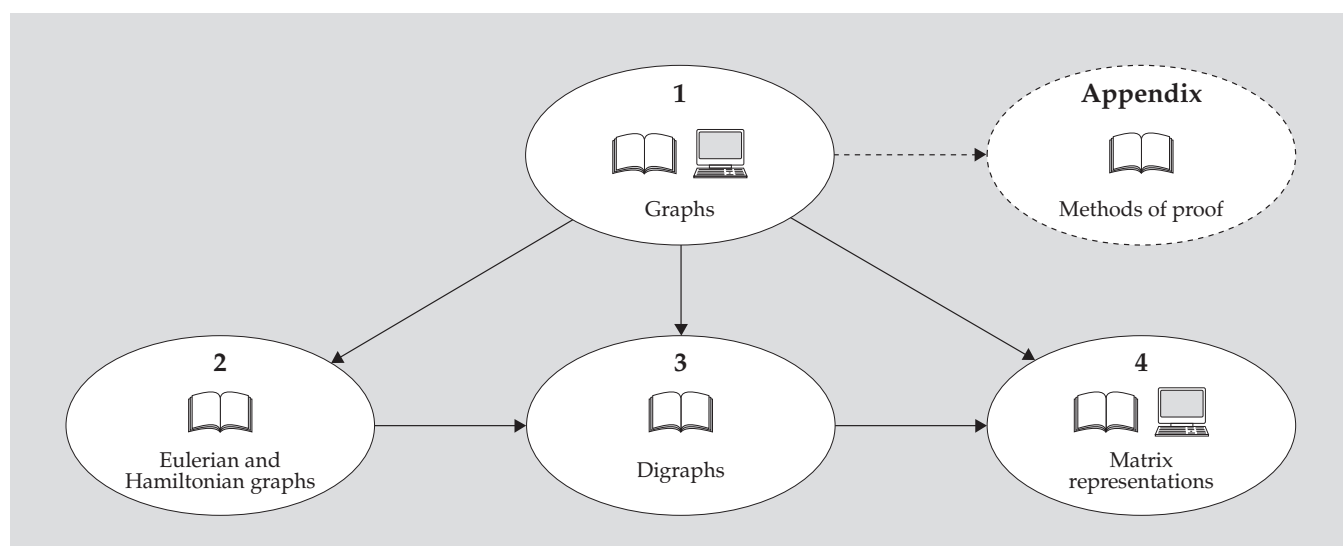 1
Graphs
Appendix
Methods of proof
2
Eulerian and
Hamiltonian graphs
3
Digraphs
4
Matrix
representations